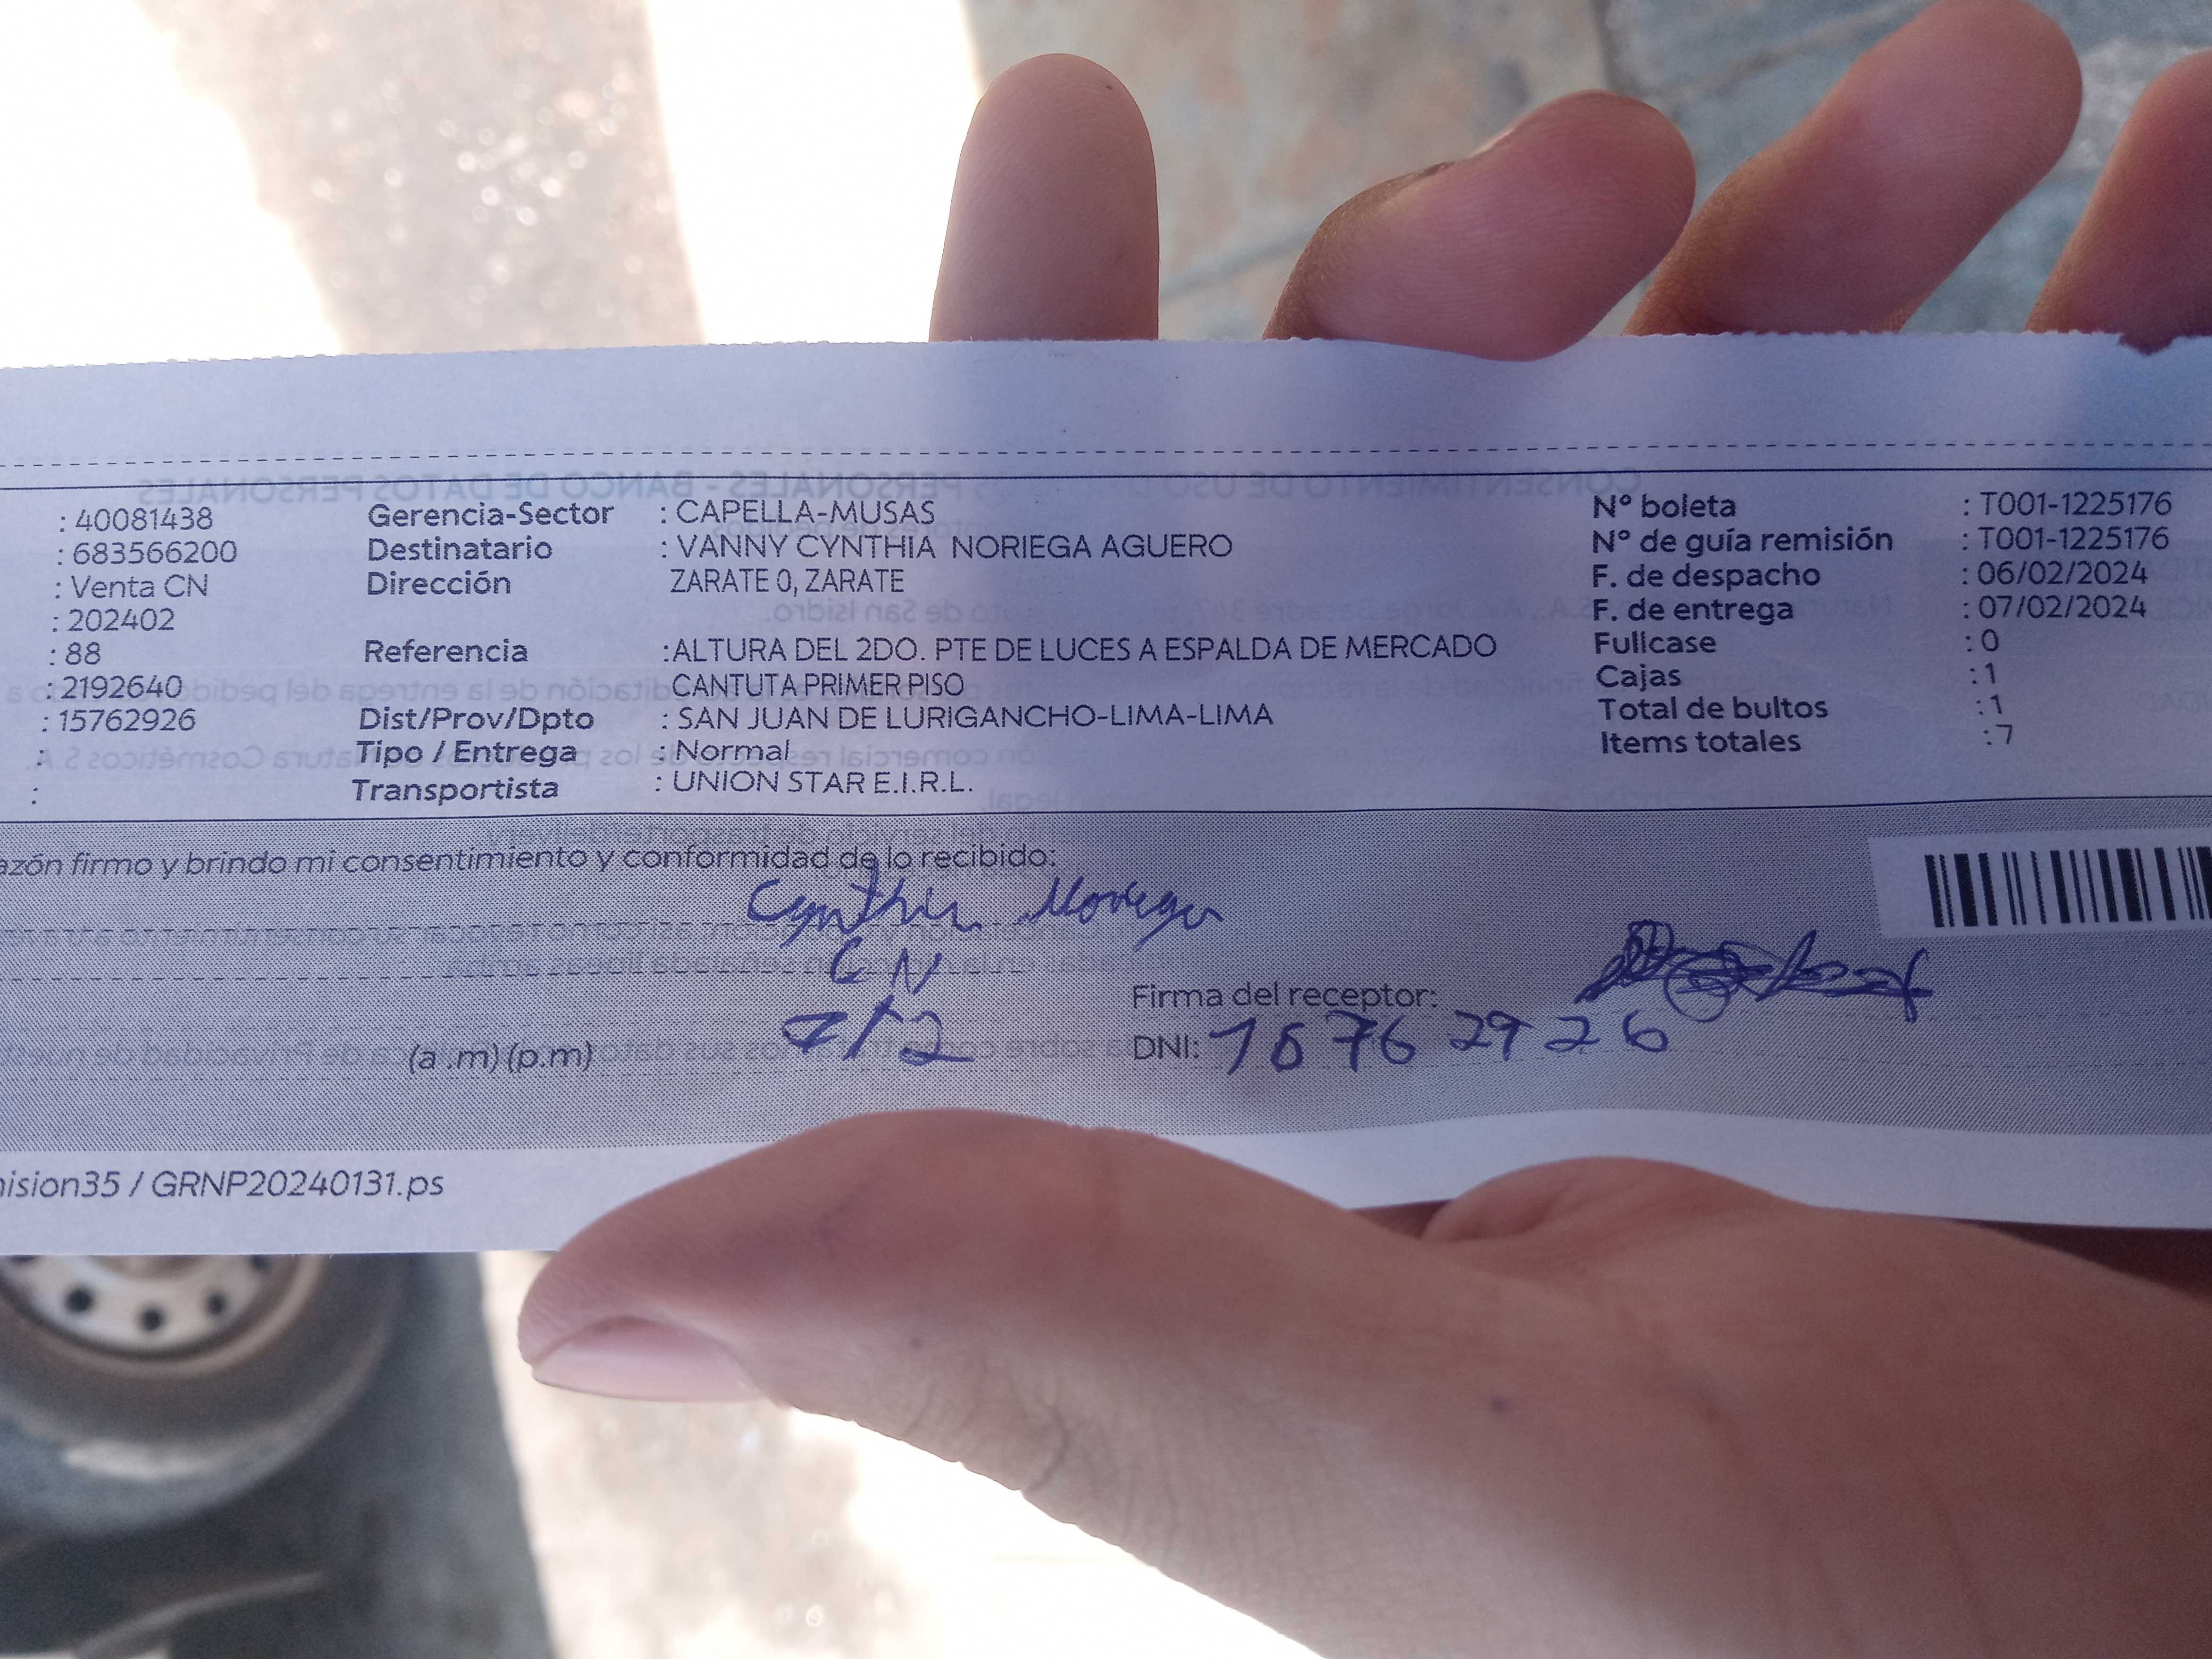 : 40081438 Gerencia-Sector : CAPELLA-MUSAS Nº boleta : T001-1225176
: 683566200 Destinatario : VANNY CYNTHIA NORIEGA AGUERO Nº de guía remisión : T001-1225176
: Venta CN Dirección ZARATE 0, ZARATE F. de despacho : 06/02/2024
: 202402 F. de entrega : 07/02/2024
: 88 Referencia :ALTURA DEL 2DO. PTE DE LUCES A ESPALDA DE MERCADO Fullcase : 0
: 2192640 CANTUTA PRIMER PISO Cajas : 1
: 15762926 Dist/Prov/Dpto : SAN JUAN DE LURIGANCHO-LIMA-LIMA Total de bultos : 1
: Tipo / Entrega : Normal Items totales : 7
: Transportista : UNION STAR E.I.R.L.
azón firmo y brindo mi consentimiento y conformidad de lo recibido:
Cynthia Noriega
CN
Firma del receptor:
(a .m) (p.m) 7/2 DNI: 15762926
ision35 / GRNP20240131.ps